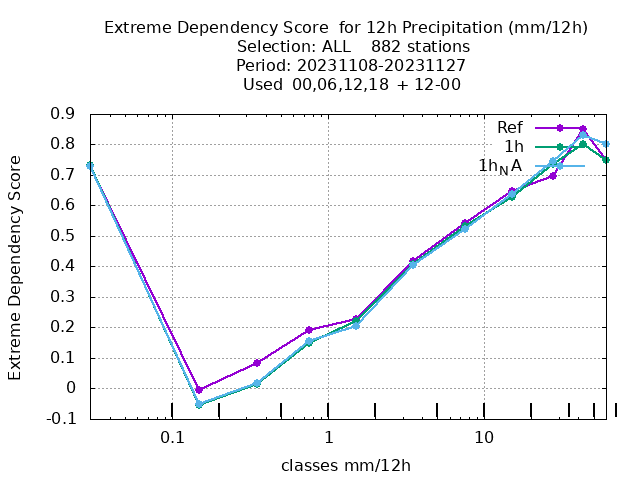 Extreme Dependency Score  for 12h Precipitation (mm/12h)
Selection: ALL    882 stations
Period: 20231108-20231127
Used  00,06,12,18  + 12-00
Ref
1h
1h_NA
Extreme Dependency Score
0.9
0.8
0.7
0.6
0.5
0.4
0.3
0.2
0.1
0
-0.1
0.1
1
10
classes mm/12h